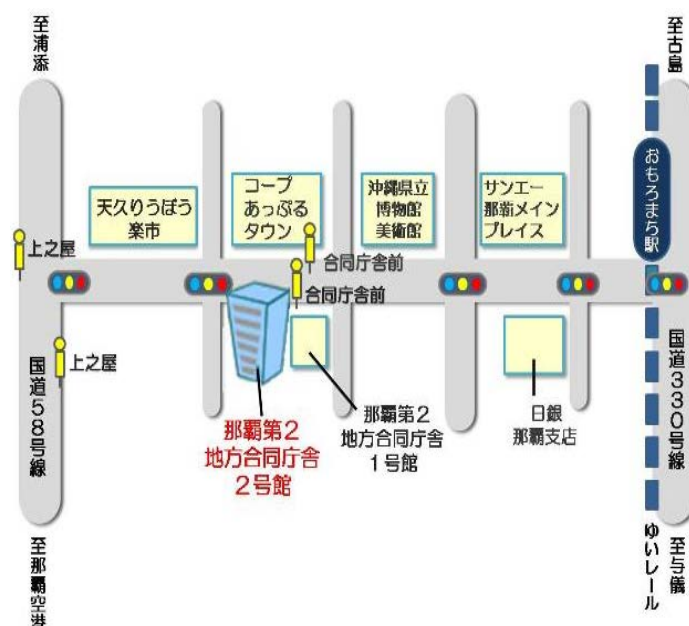 至浦添
至古島
おもろまち駅
天久りうぼう
楽市
コープ
あっぷる
タウン
沖縄県立
博物館
美術館
サンエー
那覇メイン
プレイス
上之屋
合同庁舎前
合同庁舎前
上之屋
国道58号線
国道330号線
那覇第2
地方合同庁舎
2号館
那覇第2
地方合同庁舎
1号館
日銀
那覇支店
至那覇空港
ゆいレール
至与儀